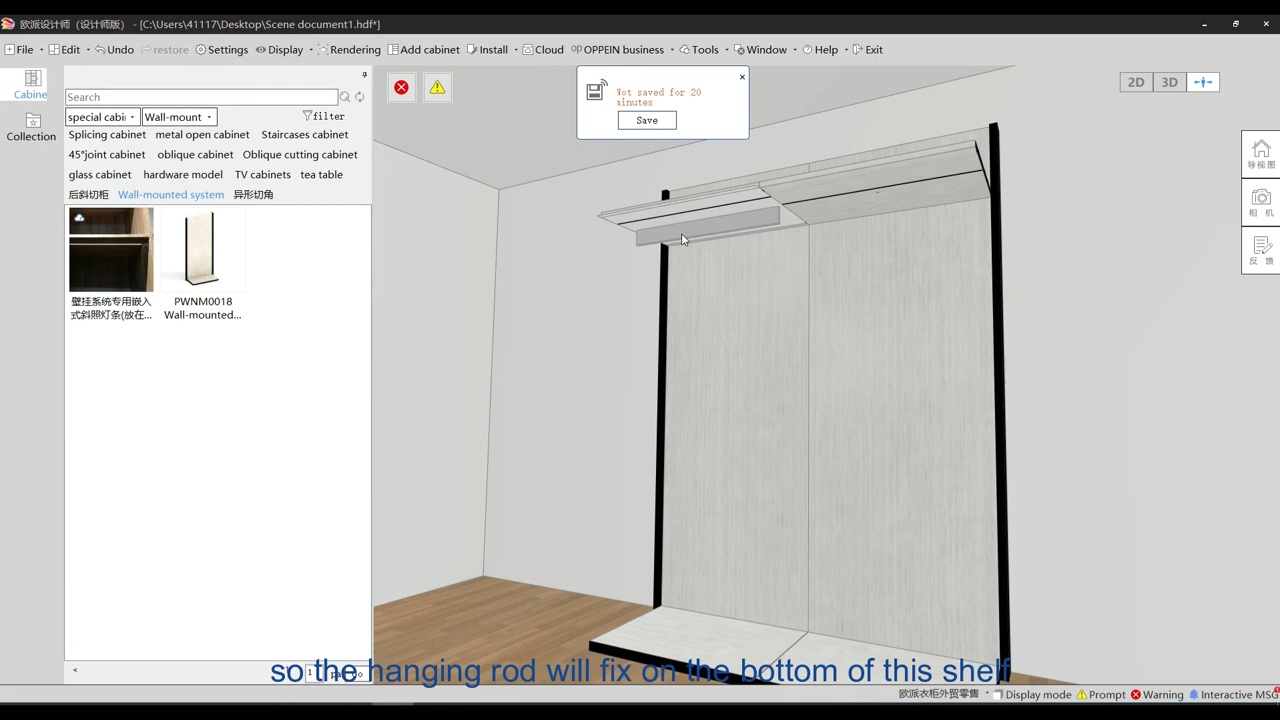 欧派设计师（设计师版） - [C:\Users\41117\Desktop\Scene document1.hdf*]
File Edit Undo restore Settings Display Rendering Add cabinet Install Cloud OPPEIN business Tools Window Help Exit
Cabine
Collection
Search
special cabi Wall-mount filter
Splicing cabinet metal open cabinet Staircases cabinet
45°joint cabinet oblique cabinet Oblique cutting cabinet
glass cabinet hardware model TV cabinets tea table
后斜切柜 Wall-mounted system 异形切角
壁挂系统专用嵌入
式斜照灯条(放在...
PWNM0018
Wall-mounted...
Not saved for 20
minutes
Save
2D 3D
导视图
相 机
反 馈
so the hanging rod will fix on the bottom of this shelf
欧派衣柜外贸零售 Display mode Prompt Warning Interactive MSG